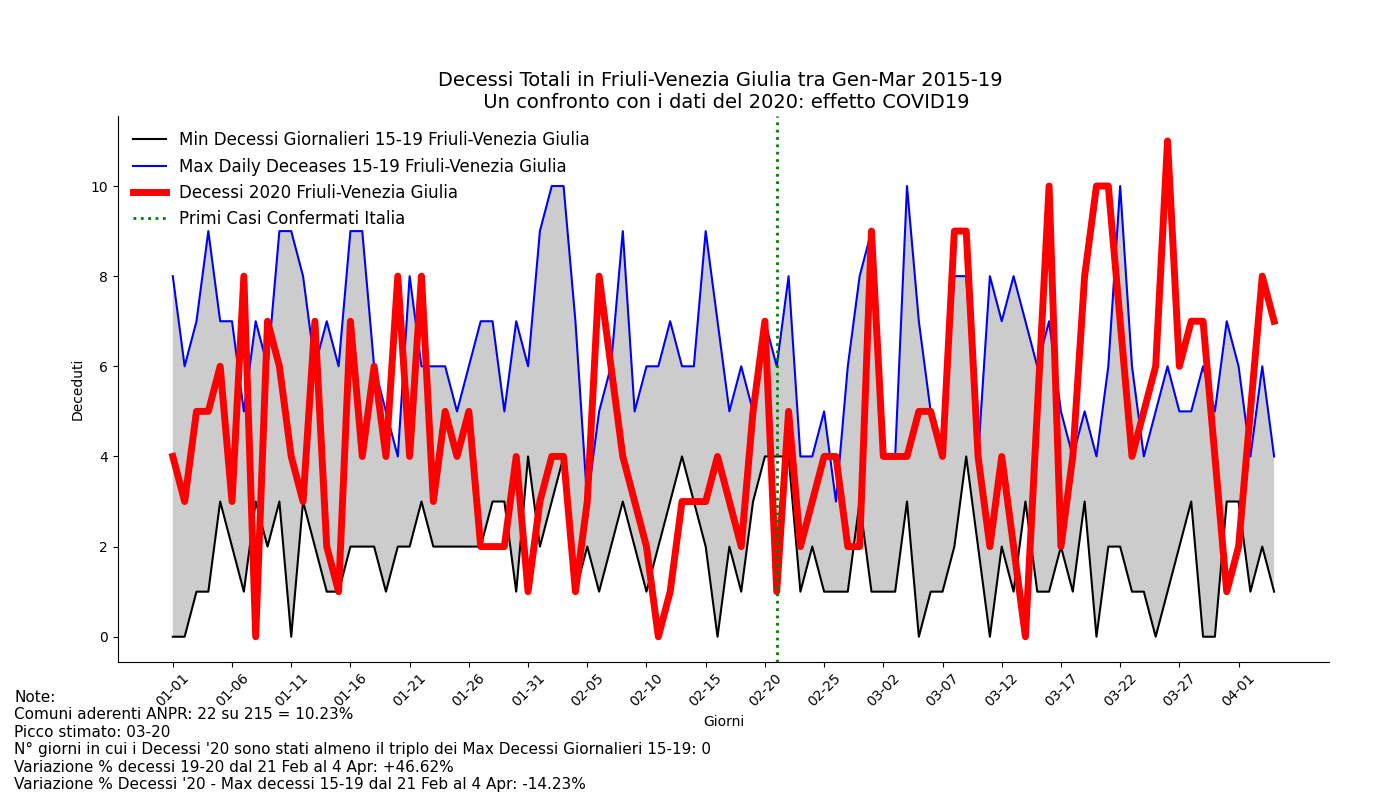 Decessi Totali in Friuli-Venezia Giulia tra Gen-Mar 2015-19
Un confronto con i dati del 2020: effetto COVID19
Min Decessi Giornalieri 15-19 Friuli-Venezia Giulia
Max Daily Deceases 15-19 Friuli-Venezia Giulia
Decessi 2020 Friuli-Venezia Giulia
Primi Casi Confermati Italia
Deceduti
10
8
6
4
2
0
01-01 01-06 01-11 01-16 01-21 01-26 01-31 02-05 02-10 02-15 02-20 02-25 03-02 03-07 03-12 03-17 03-22 03-27 04-01
Giorni
Note:
Comuni aderenti ANPR: 22 su 215 = 10.23%
Picco stimato: 03-20
N° giorni in cui i Decessi '20 sono stati almeno il triplo dei Max Decessi Giornalieri 15-19: 0
Variazione % decessi 19-20 dal 21 Feb al 4 Apr: +46.62%
Variazione % Decessi '20 - Max decessi 15-19 dal 21 Feb al 4 Apr: -14.23%